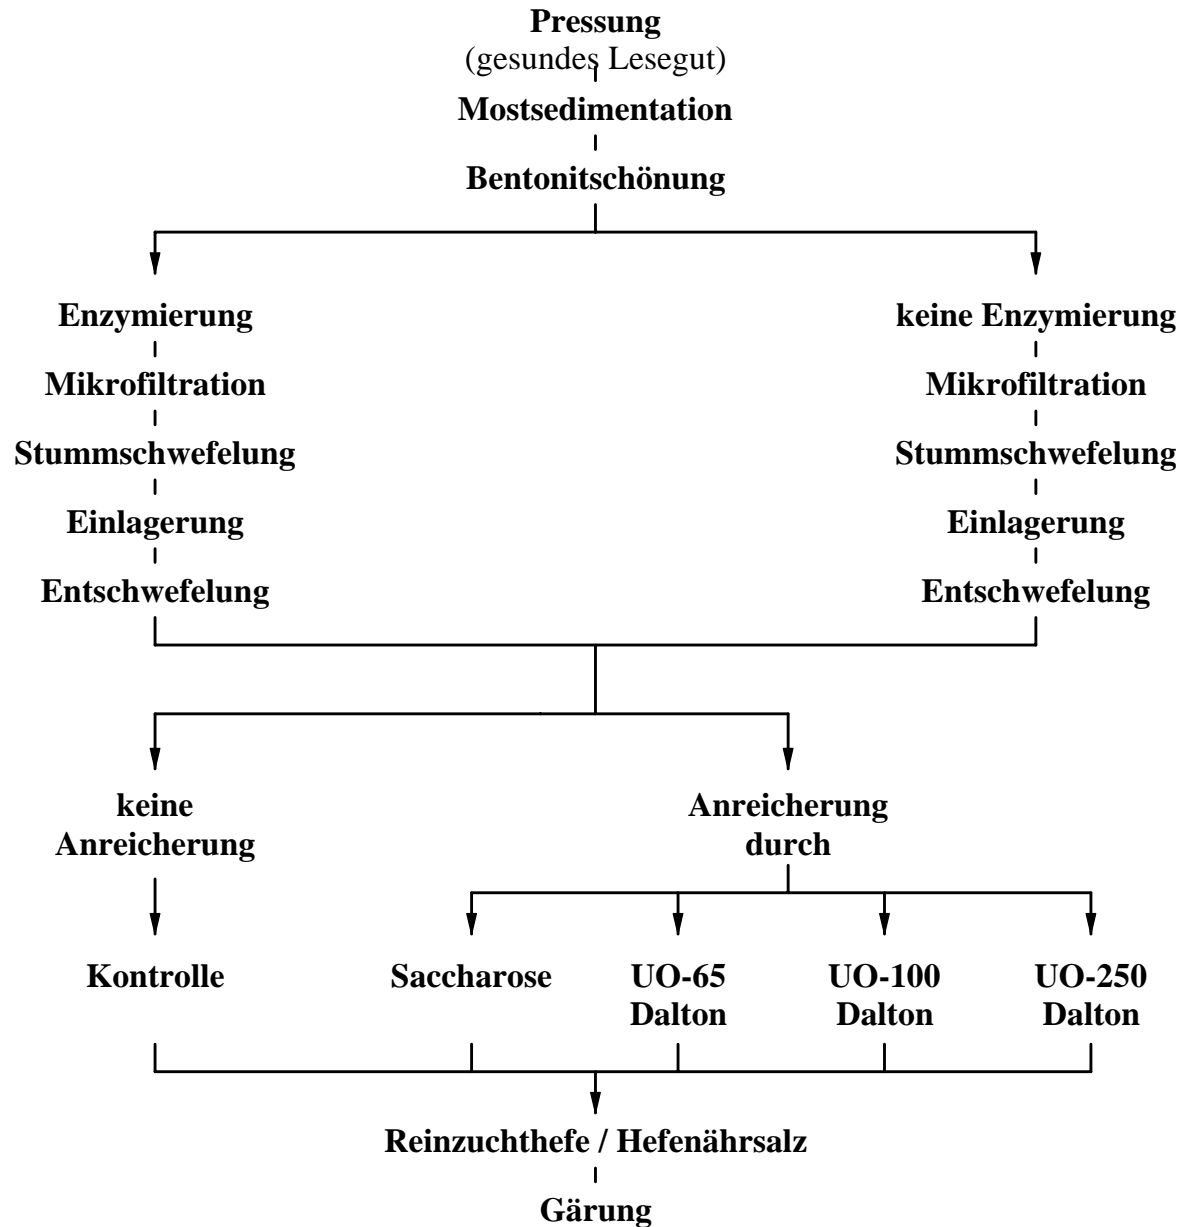 Pressung
(gesundes Lesegut)
Mostsedimentation
Bentonitschönung
Enzymierung
keine Enzymierung
Mikrofiltration
Mikrofiltration
Stummschwefelung
Stummschwefelung
Einlagerung
Einlagerung
Entschwefelung
Entschwefelung
keine
Anreicherung
Anreicherung
durch
Kontrolle
Saccharose
UO-65
Dalton
UO-100
Dalton
UO-250
Dalton
Reinzuchthefe / Hefenährsalz
Gärung